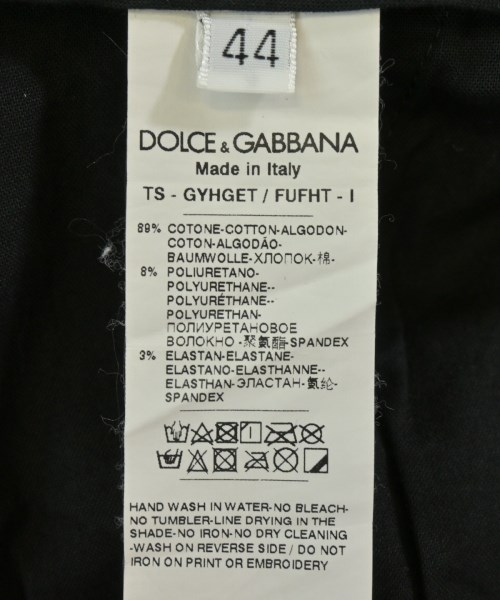 44
DOLCE & GABBANA
Made in Italy
TS - GYHGET / FUFHT - I
89% COTONE-COTTON-ALGODON-
COTON-ALGODÃO-
BAUMWOLLE-ХЛОПОК-棉-
8% POLIURETANO-
POLYURETHANE--
POLYURÉTHANE--
POLYURETHAN-
ПОЛИУРЕТАНОВОЕ
ВОЛОКНО-聚氨酯-SPANDEX
3% ELASTAN-ELASTANE-
ELASTANO-ELASTHANNE--
ELASTHAN-ЭЛАСТАН-氨纶-
SPANDEX
HAND WASH IN WATER-NO BLEACH-
NO TUMBLER-LINE DRYING IN THE
SHADE-NO IRON-NO DRY CLEANING
-WASH ON REVERSE SIDE / DO NOT
IRON ON PRINT OR EMBROIDERY